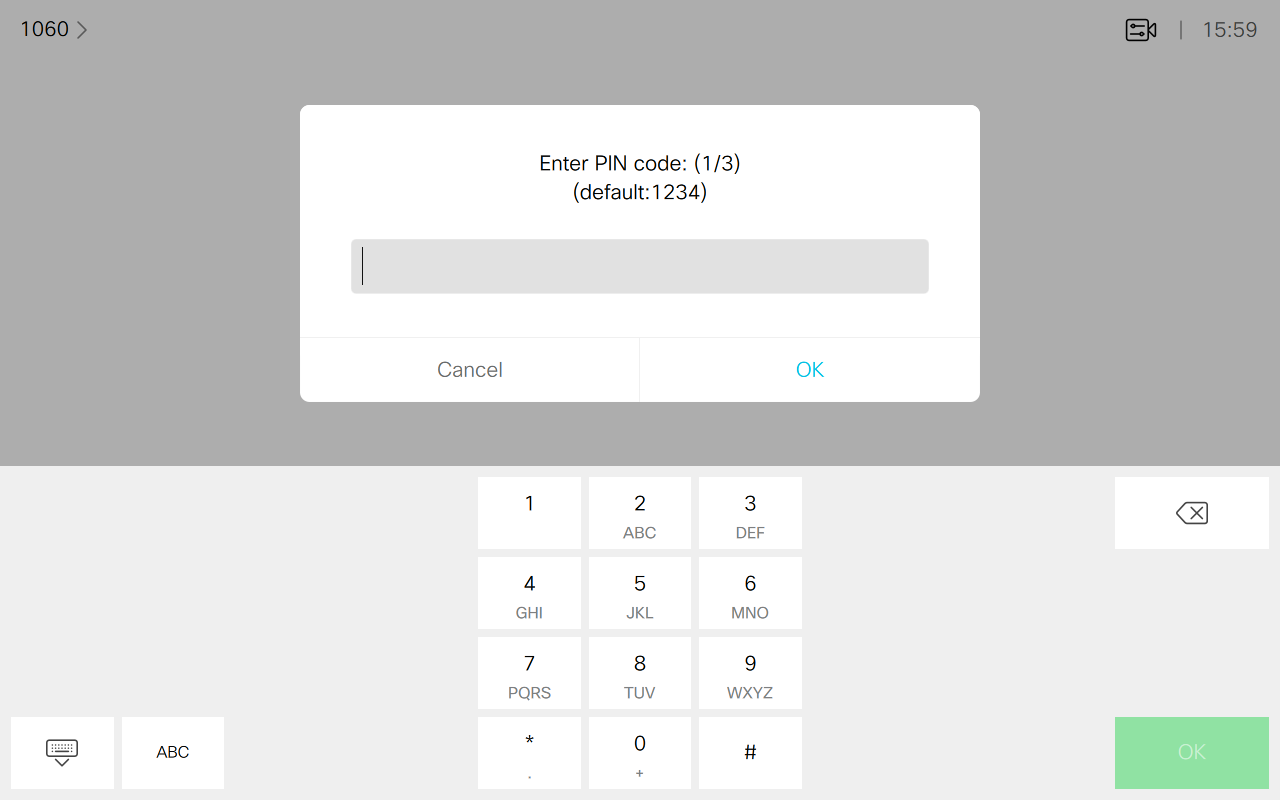 1060
15:59
Enter PIN code: (1/3)
(default:1234)
Cancel
OK
1
2
ABC
3
DEF
4
GHI
5
JKL
6
MNO
7
PQRS
8
TUV
9
WXYZ
ABC
*
.
0
+
#
OK